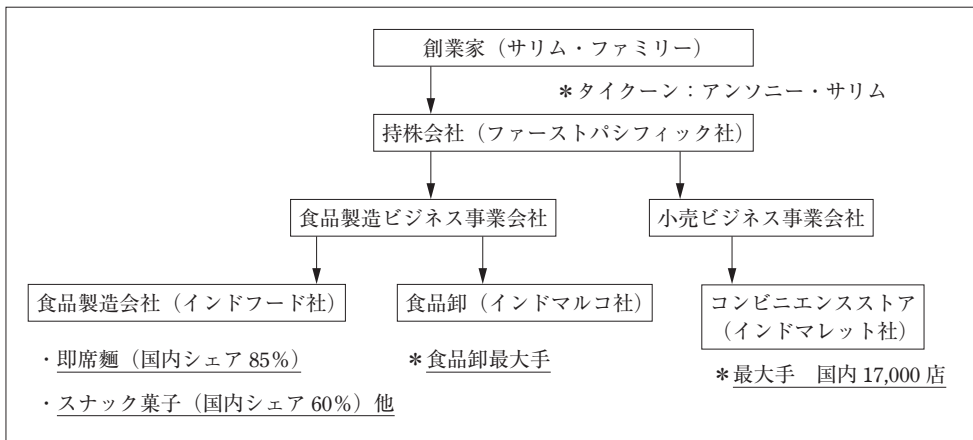 創業家（サリム・ファミリー）
＊タイクーン：アンソニー・サリム
持株会社（ファーストパシフィック社）
食品製造ビジネス事業会社
小売ビジネス事業会社
食品製造会社（インドフード社）
食品卸（インドマルコ社）
コンビニエンスストア
（インドマレット社）
・即席麺（国内シェア 85％）
＊食品卸最大手
＊最大手　国内 17,000 店
・スナック菓子（国内シェア 60％）他